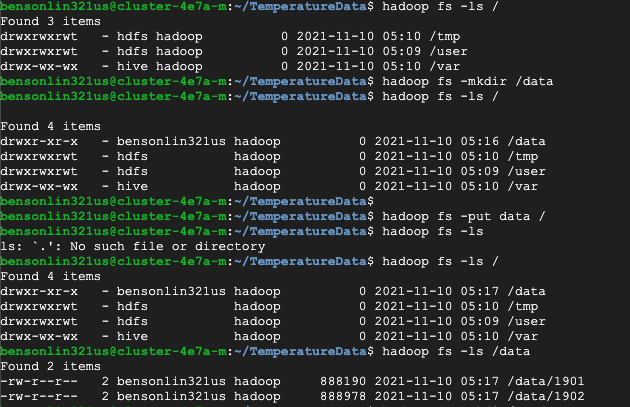 bensonlin321us@cluster-4e7a-m:~/TemperatureData$ hadoop fs -ls /
Found 3 items
drwxrwxrwt   - hdfs hadoop          0 2021-11-10 05:10 /tmp
drwxrwxrwt   - hdfs hadoop          0 2021-11-10 05:09 /user
drwx-wx-wx   - hive hadoop          0 2021-11-10 05:10 /var
bensonlin321us@cluster-4e7a-m:~/TemperatureData$ hadoop fs -mkdir /data
bensonlin321us@cluster-4e7a-m:~/TemperatureData$ hadoop fs -ls /
Found 4 items
drwxr-xr-x   - bensonlin321us hadoop          0 2021-11-10 05:16 /data
drwxrwxrwt   - hdfs           hadoop          0 2021-11-10 05:10 /tmp
drwxrwxrwt   - hdfs           hadoop          0 2021-11-10 05:09 /user
drwx-wx-wx   - hive           hadoop          0 2021-11-10 05:10 /var
bensonlin321us@cluster-4e7a-m:~/TemperatureData$
bensonlin321us@cluster-4e7a-m:~/TemperatureData$ hadoop fs -put data /
bensonlin321us@cluster-4e7a-m:~/TemperatureData$ hadoop fs -ls
ls: `.': No such file or directory
bensonlin321us@cluster-4e7a-m:~/TemperatureData$ hadoop fs -ls /
Found 4 items
drwxr-xr-x   - bensonlin321us hadoop          0 2021-11-10 05:17 /data
drwxrwxrwt   - hdfs           hadoop          0 2021-11-10 05:10 /tmp
drwxrwxrwt   - hdfs           hadoop          0 2021-11-10 05:09 /user
drwx-wx-wx   - hive           hadoop          0 2021-11-10 05:10 /var
bensonlin321us@cluster-4e7a-m:~/TemperatureData$ hadoop fs -ls /data
Found 2 items
-rw-r--r--   2 bensonlin321us hadoop     888190 2021-11-10 05:17 /data/1901
-rw-r--r--   2 bensonlin321us hadoop     888978 2021-11-10 05:17 /data/1902